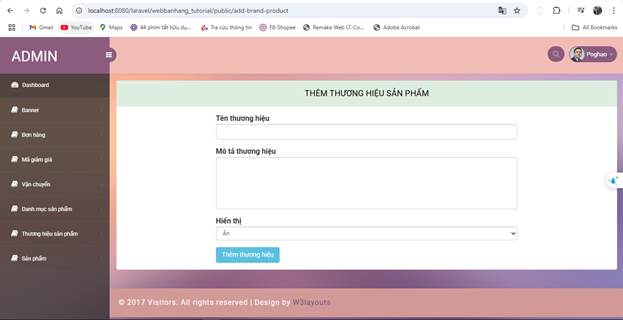 localhost:8080/laravel/webbanhang_tutorial/public/add-brand-product
Gmail YouTube Maps 44 phím tắt hữu dụ... Tra cứu thông tin F8-Shopee Remake Web LT-Co... Adobe Acrobat All Bookmarks
ADMIN
Poghao
Dashboard
Banner
Đơn hàng
Mã giảm giá
Vận chuyển
Danh mục sản phẩm
Thương hiệu sản phẩm
Sản phẩm
THÊM THƯƠNG HIỆU SẢN PHẨM
Tên thương hiệu
Mô tả thương hiệu
Hiển thị
Ẩn
Thêm thương hiệu
© 2017 Visitors. All rights reserved | Design by W3layouts